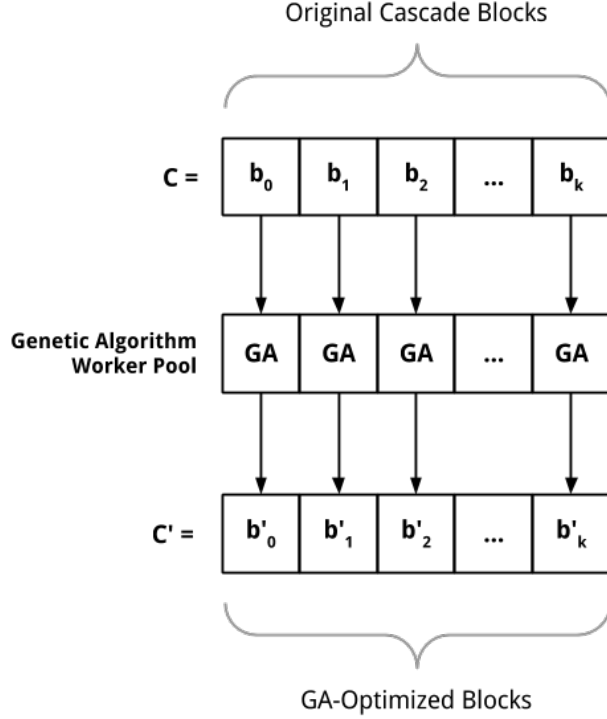 Original Cascade Blocks
C = b₀ b₁ b₂ ... bₖ
Genetic Algorithm
Worker Pool
GA GA GA ... GA
C' = b'₀ b'₁ b'₂ ... b'ₖ
GA-Optimized Blocks